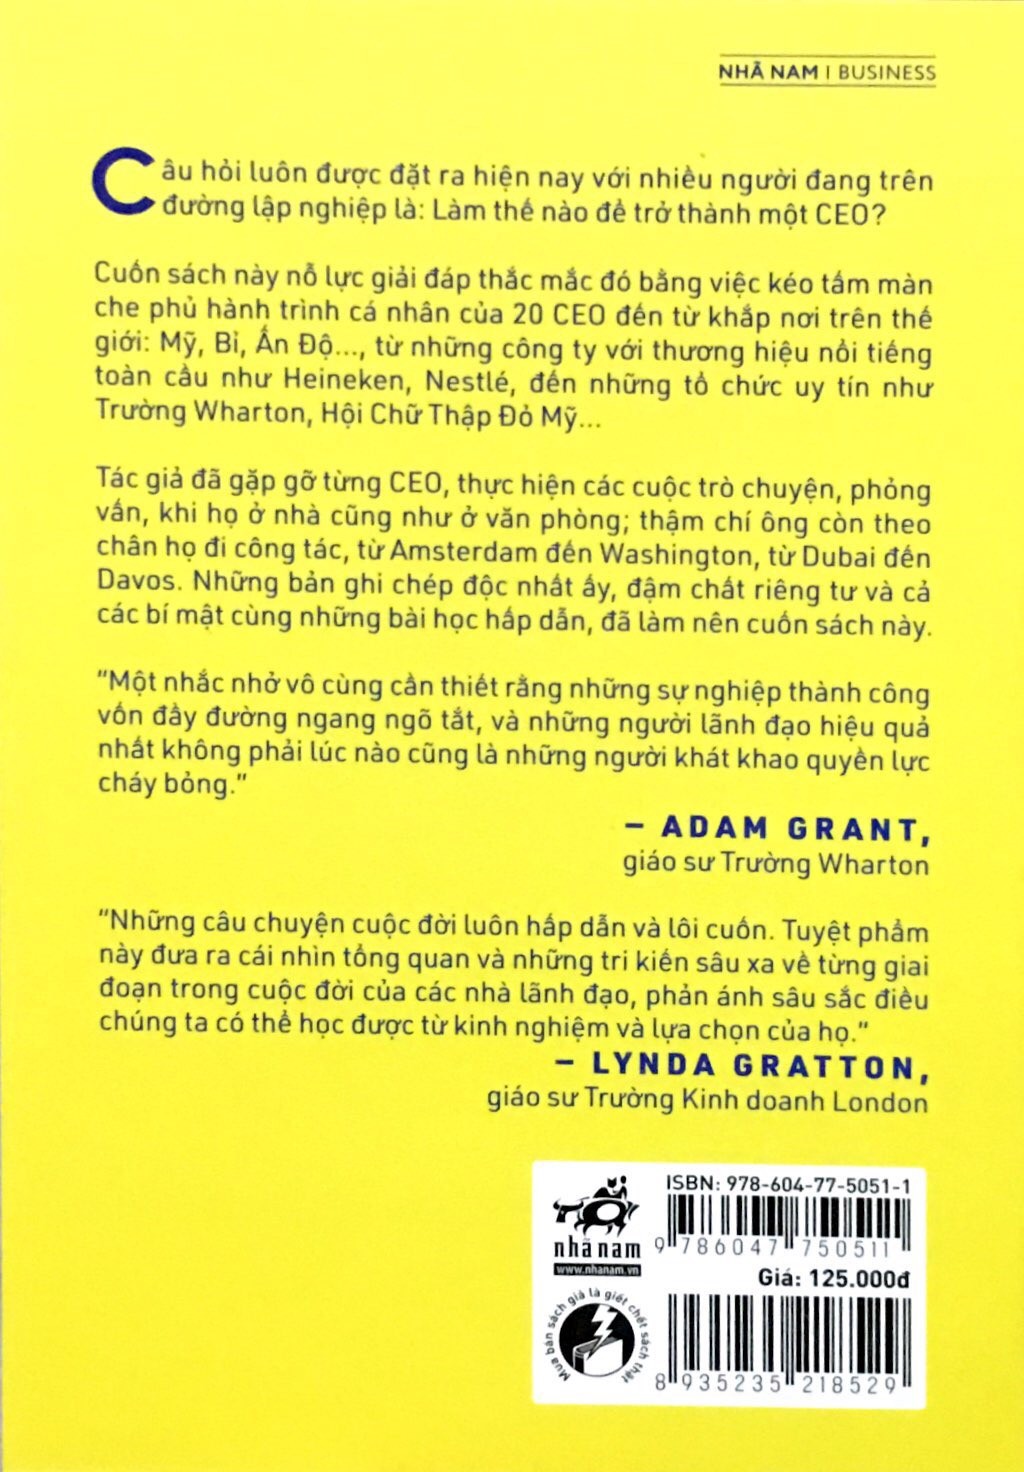 NHÃ NAM | BUSINESS
Câu hỏi luôn được đặt ra hiện nay với nhiều người đang trên
đường lập nghiệp là: Làm thế nào để trở thành một CEO?
Cuốn sách này nỗ lực giải đáp thắc mắc đó bằng việc kéo tấm màn
che phủ hành trình cá nhân của 20 CEO đến từ khắp nơi trên thế
giới: Mỹ, Bỉ, Ấn Độ..., từ những công ty với thương hiệu nổi tiếng
toàn cầu như Heineken, Nestlé, đến những tổ chức uy tín như
Trường Wharton, Hội Chữ Thập Đỏ Mỹ...
Tác giả đã gặp gỡ từng CEO, thực hiện các cuộc trò chuyện, phỏng
vấn, khi họ ở nhà cũng như ở văn phòng; thậm chí ông còn theo
chân họ đi công tác, từ Amsterdam đến Washington, từ Dubai đến
Davos. Những bản ghi chép độc nhất ấy, đậm chất riêng tư và cả
các bí mật cùng những bài học hấp dẫn, đã làm nên cuốn sách này.
"Một nhắc nhở vô cùng cần thiết rằng những sự nghiệp thành công
vốn đầy đường ngang ngõ tắt, và những người lãnh đạo hiệu quả
nhất không phải lúc nào cũng là những người khát khao quyền lực
cháy bỏng."
– ADAM GRANT,
giáo sư Trường Wharton
"Những câu chuyện cuộc đời luôn hấp dẫn và lôi cuốn. Tuyệt phẩm
này đưa ra cái nhìn tổng quan và những tri kiến sâu xa về từng giai
đoạn trong cuộc đời của các nhà lãnh đạo, phản ánh sâu sắc điều
chúng ta có thể học được từ kinh nghiệm và lựa chọn của họ."
– LYNDA GRATTON,
giáo sư Trường Kinh doanh London
ISBN: 978-604-77-5051-1
nhã nam
www.nhanam.vn
9 786047 750511
Giá: 125.000đ
Mua bán sách giả là giết chết sách thật
8 935235 218529